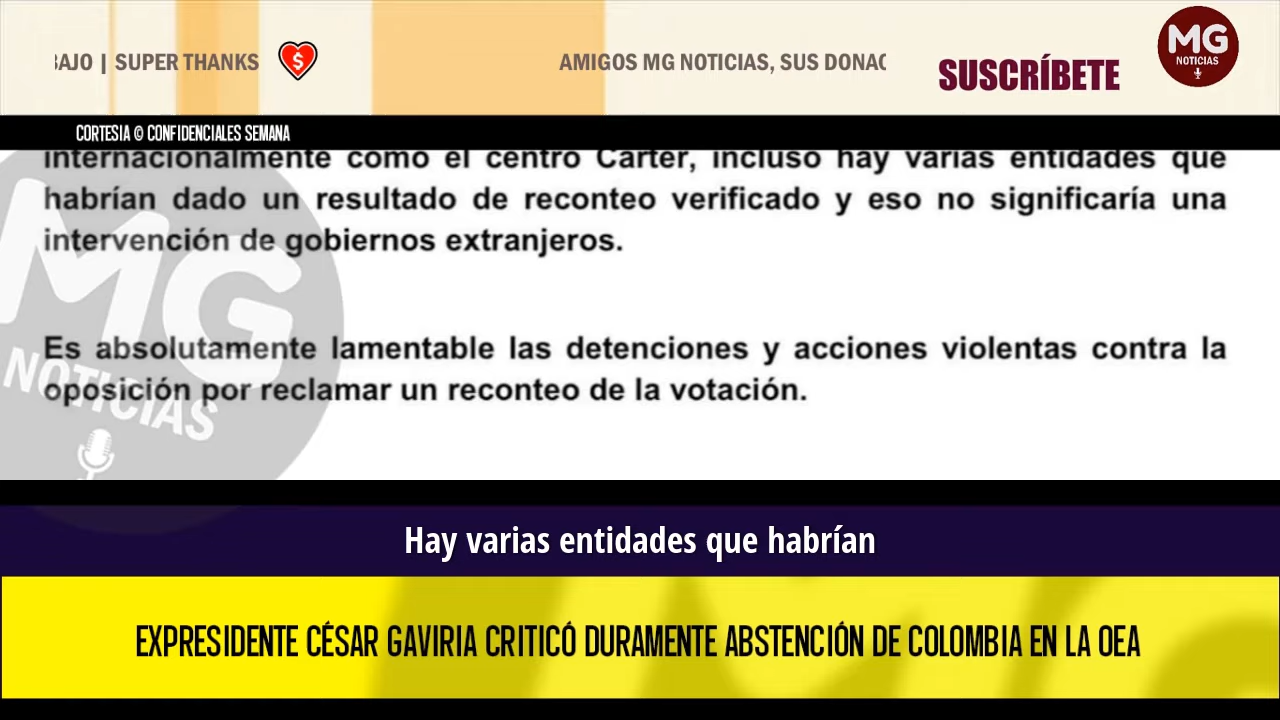 BAJO | SUPER THANKS
AMIGOS MG NOTICIAS, SUS DONAC
SUSCRÍBETE
MG
NOTICIAS
CORTESIA © CONFIDENCIALES SEMANA
internacionalmente como el centro Carter, incluso hay varias entidades que
habrían dado un resultado de reconteo verificado y eso no significaría una
intervención de gobiernos extranjeros.
Es absolutamente lamentable las detenciones y acciones violentas contra la
oposición por reclamar un reconteo de la votación.
MG
NOTICIAS
Hay varias entidades que habrían
EXPRESIDENTE CÉSAR GAVIRIA CRITICÓ DURAMENTE ABSTENCIÓN DE COLOMBIA EN LA OEA